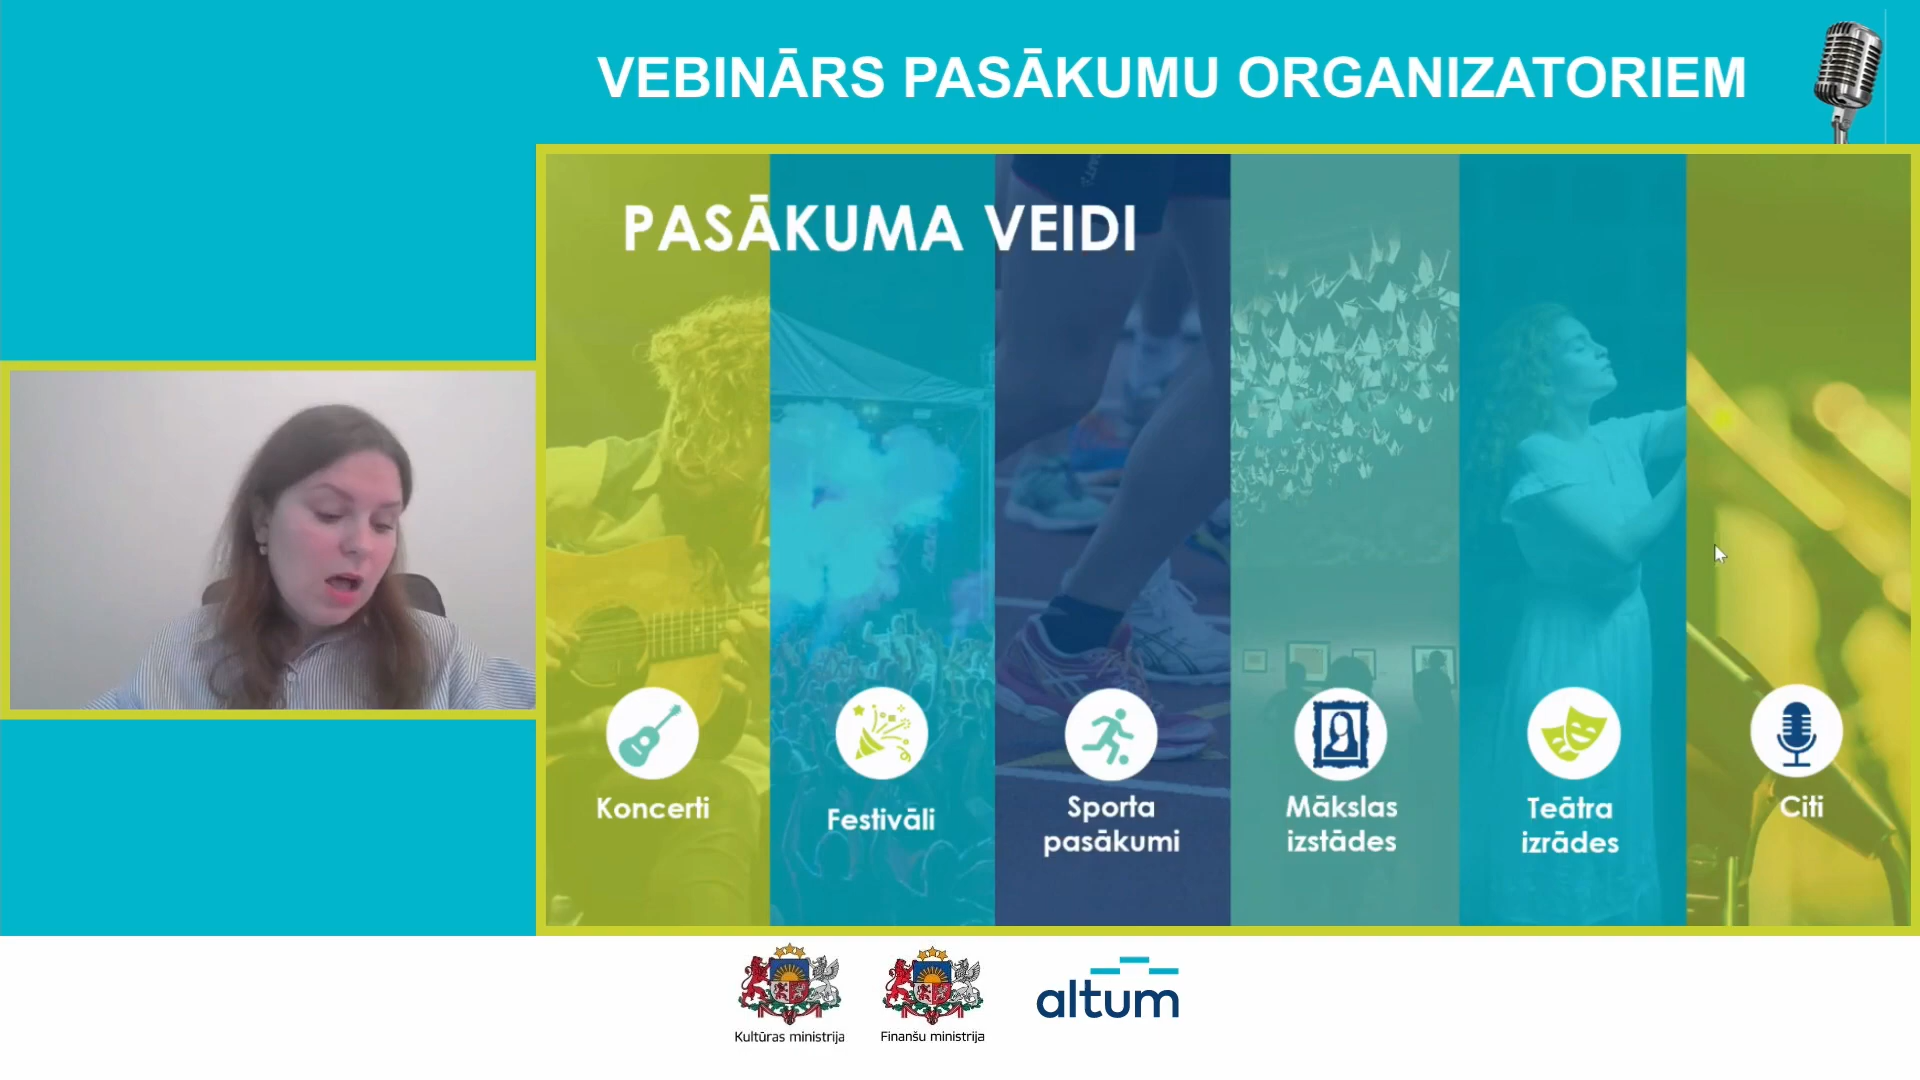 VEBINĀRS PASĀKUMU ORGANIZATORIEM
PASĀKUMA VEIDI
Koncerti
Festivāli
Sporta
pasākumi
Mākslas
izstādes
Teātra
izrādes
Citi
Kultūras ministrija
Finanšu ministrija
altum